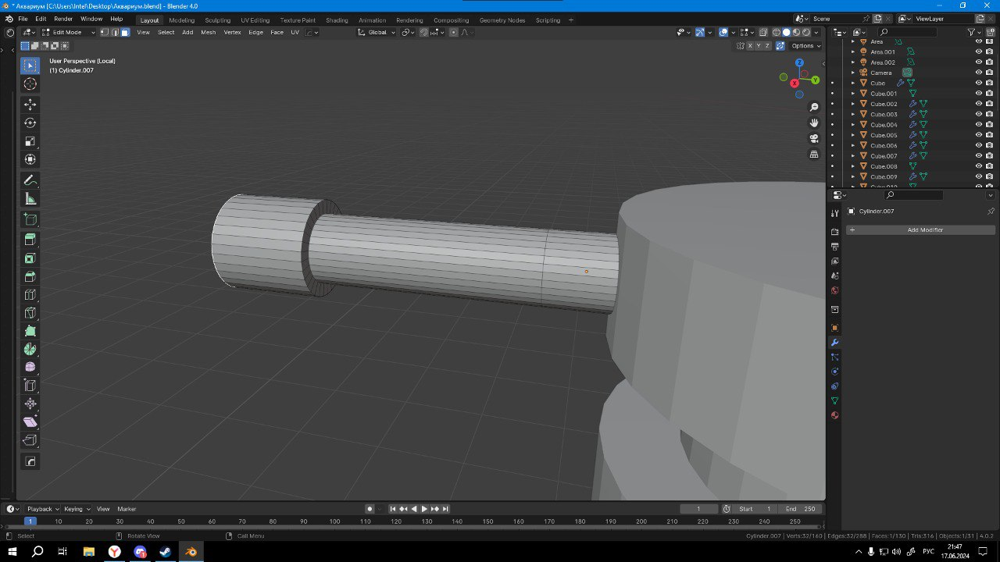 * Аквариум [C:\Users\Intel\Desktop\Аквариум.blend] - Blender 4.0
File Edit Render Window Help Layout Modeling Sculpting UV Editing Texture Paint Shading Animation Rendering Compositing Geometry Nodes + Scene ViewLayer
Edit Mode View Select Add Mesh Vertex Edge Face UV Global
X Y Z Options
User Perspective (Local)
(1) Cylinder.007
Z
Y
X
Area
Area.001
Area.002
Camera
Cube
Cube.001
Cube.002
Cube.003
Cube.004
Cube.005
Cube.006
Cube.007
Cube.008
Cube.009
Cube.010
Cylinder.007
+ Add Modifier
Playback Keying View Marker 1 Start 1 End 250
1 10 20 30 40 50 60 70 80 90 100 110 120 130 140 150 160 170 180 190 200 210 220 230 240 250
Select Rotate View Call Menu Cylinder.007 | Verts:32/160 | Edges:32/288 | Faces:1/130 | Tris:316 | Objects:1/31 | 4.0.2
РУС
21:47
17.06.2024